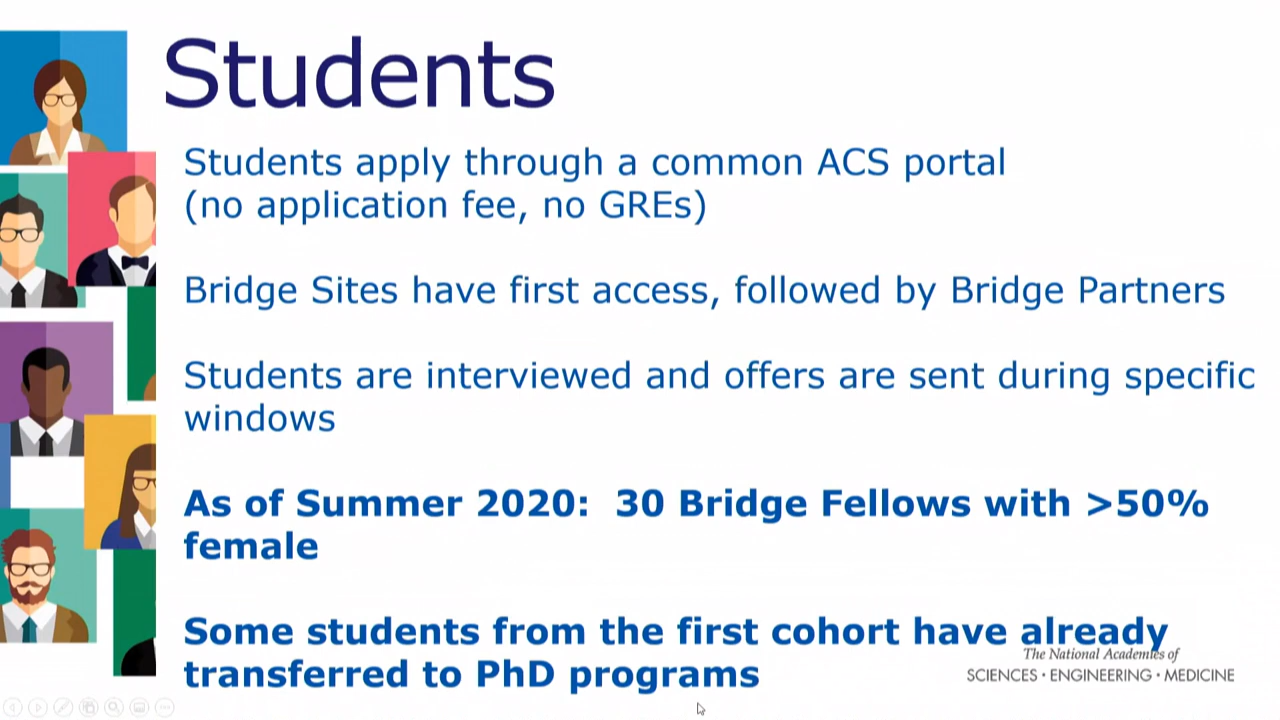 Students
Students apply through a common ACS portal
(no application fee, no GREs)
Bridge Sites have first access, followed by Bridge Partners
Students are interviewed and offers are sent during specific
windows
As of Summer 2020:  30 Bridge Fellows with >50%
female
Some students from the first cohort have already
transferred to PhD programs
The National Academies of
SCIENCES · ENGINEERING · MEDICINE